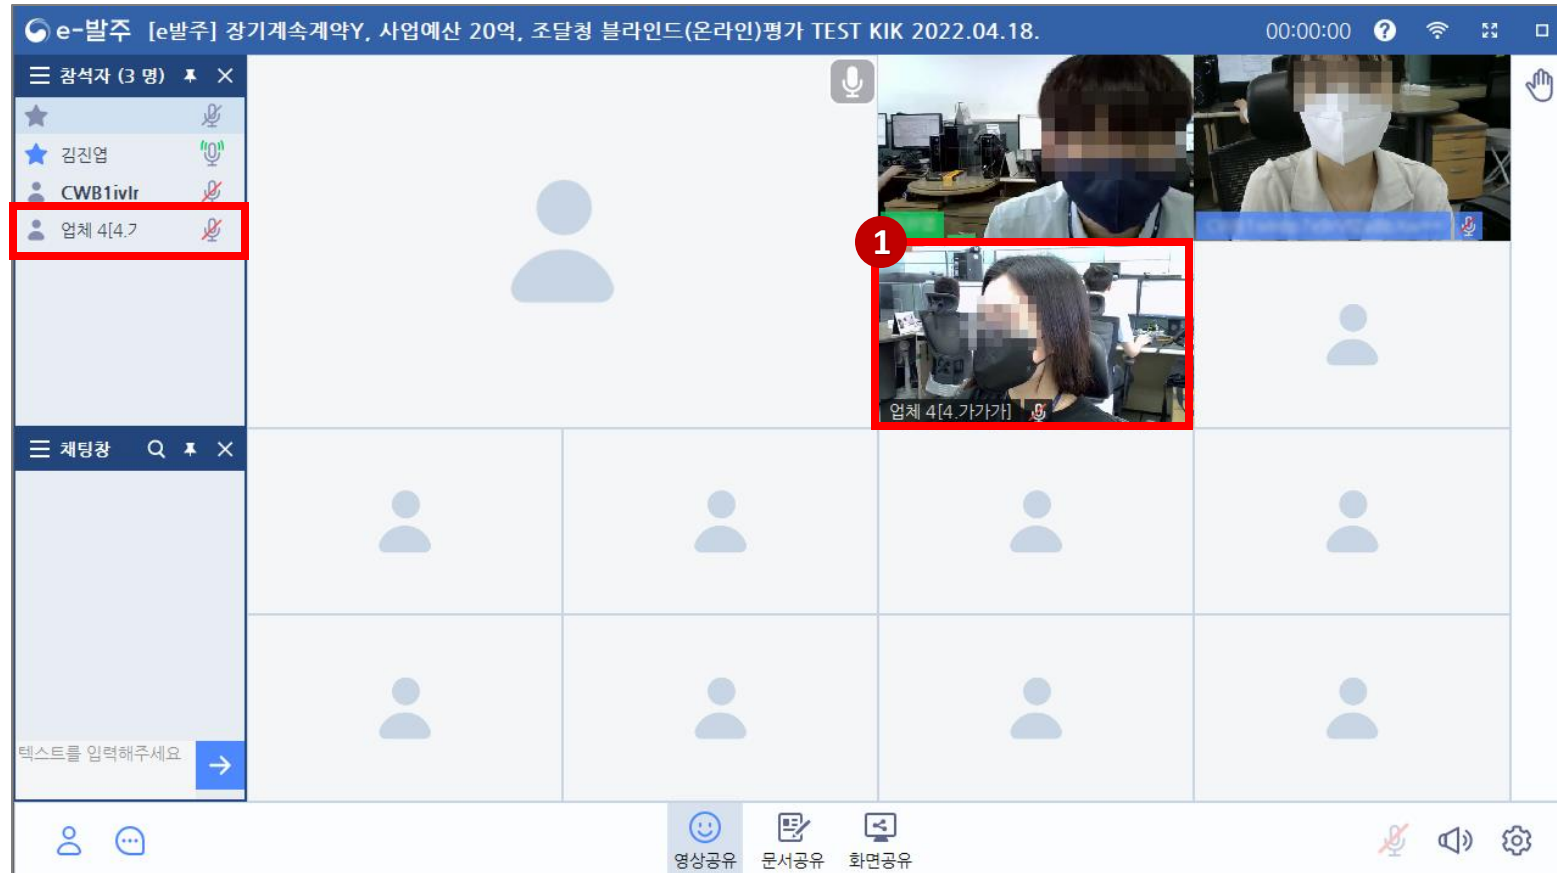 e-발주 [e발주] 장기계속계약Y, 사업예산 20억, 조달청 블라인드(온라인)평가 TEST KIK 2022.04.18. 00:00:00
참석자 (3 명)
김진엽
CWB1ivIr
업체 4[4.가
1
업체 4[4.가가가]
채팅창
텍스트를 입력해주세요
영상공유 문서공유 화면공유